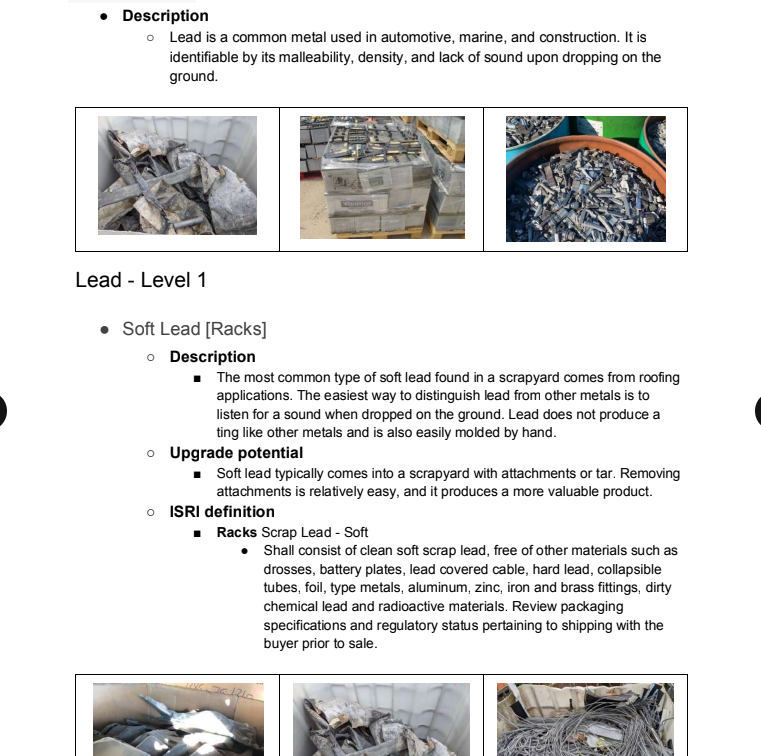 ● Description
○ Lead is a common metal used in automotive, marine, and construction. It is
identifiable by its malleability, density, and lack of sound upon dropping on the
ground.
Lead - Level 1
● Soft Lead [Racks]
○ Description
■ The most common type of soft lead found in a scrapyard comes from roofing
applications. The easiest way to distinguish lead from other metals is to
listen for a sound when dropped on the ground. Lead does not produce a
ting like other metals and is also easily molded by hand.
○ Upgrade potential
■ Soft lead typically comes into a scrapyard with attachments or tar. Removing
attachments is relatively easy, and it produces a more valuable product.
○ ISRI definition
■ Racks Scrap Lead - Soft
● Shall consist of clean soft scrap lead, free of other materials such as
drosses, battery plates, lead covered cable, hard lead, collapsible
tubes, foil, type metals, aluminum, zinc, iron and brass fittings, dirty
chemical lead and radioactive materials. Review packaging
specifications and regulatory status pertaining to shipping with the
buyer prior to sale.